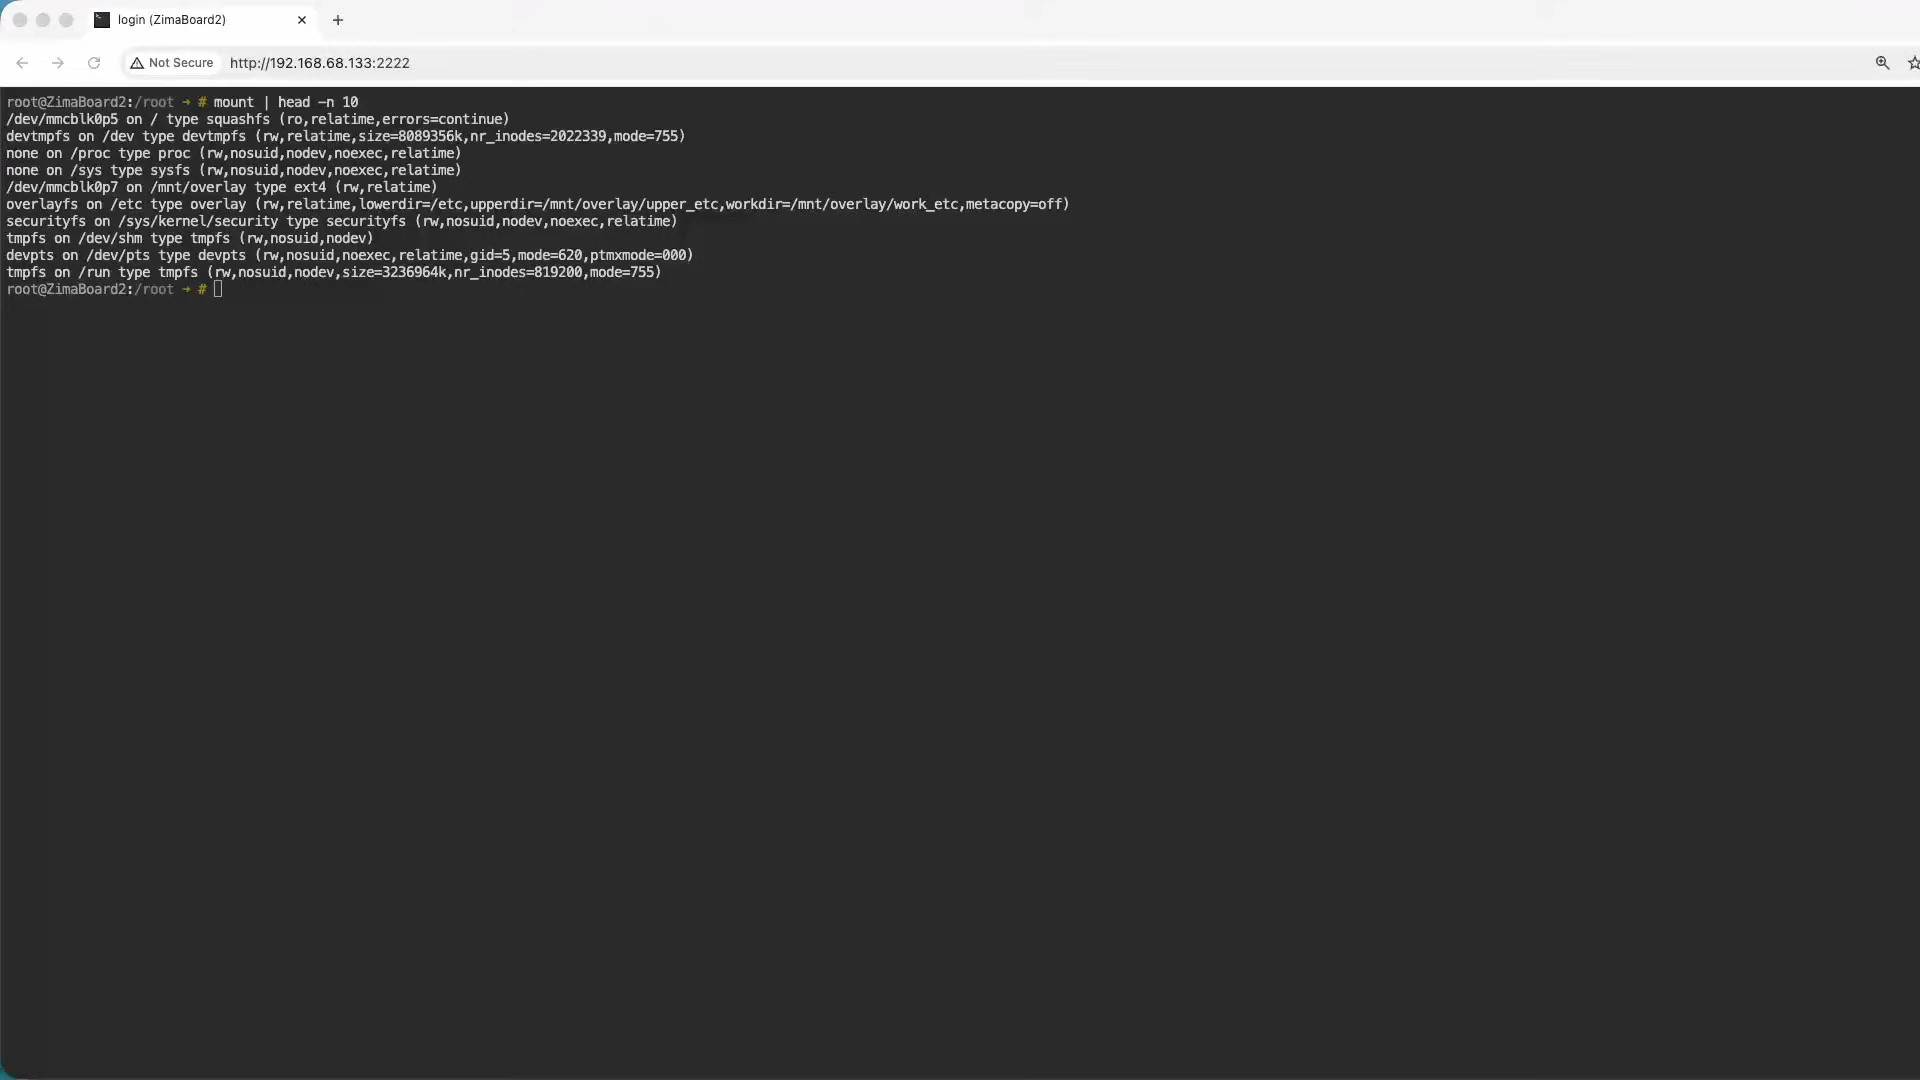 login (ZimaBoard2)
Not Secure http://192.168.68.133:2222
root@ZimaBoard2:/root → # mount | head -n 10
/dev/mmcblk0p5 on / type squashfs (ro,relatime,errors=continue)
devtmpfs on /dev type devtmpfs (rw,relatime,size=8089356k,nr_inodes=2022339,mode=755)
none on /proc type proc (rw,nosuid,nodev,noexec,relatime)
none on /sys type sysfs (rw,nosuid,nodev,noexec,relatime)
/dev/mmcblk0p7 on /mnt/overlay type ext4 (rw,relatime)
overlayfs on /etc type overlay (rw,relatime,lowerdir=/etc,upperdir=/mnt/overlay/upper_etc,workdir=/mnt/overlay/work_etc,metacopy=off)
securityfs on /sys/kernel/security type securityfs (rw,nosuid,nodev,noexec,relatime)
tmpfs on /dev/shm type tmpfs (rw,nosuid,nodev)
devpts on /dev/pts type devpts (rw,nosuid,noexec,relatime,gid=5,mode=620,ptmxmode=000)
tmpfs on /run type tmpfs (rw,nosuid,nodev,size=3236964k,nr_inodes=819200,mode=755)
root@ZimaBoard2:/root → #